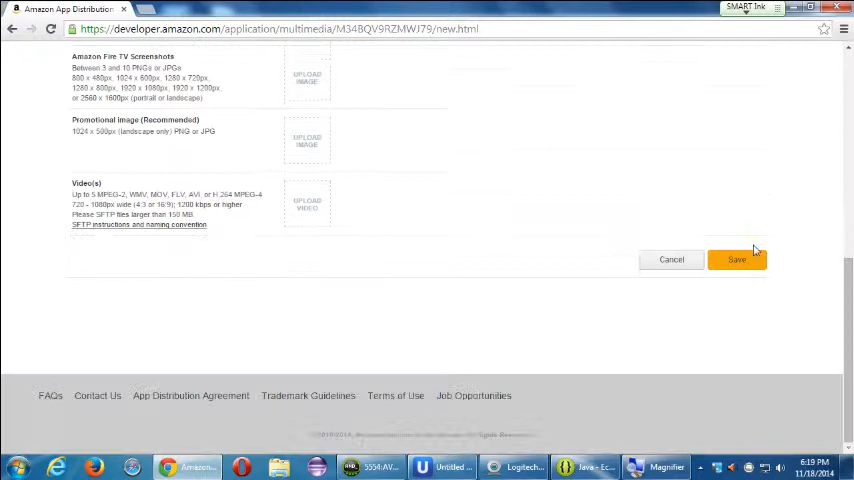 Amazon App Distribution
SMART Ink
https://developer.amazon.com/application/multimedia/M34BQV9RZMWJ79/new.html
Amazon Fire TV Screenshots
Between 3 and 10 PNGs or JPGs
800 x 480px, 1024 x 600px, 1280 x 720px,
1280 x 800px, 1920 x 1080px, 1920 x 1200px,
or 2560 x 1600px (portrait or landscape)
UPLOAD
IMAGE
Promotional image (Recommended)
1024 x 500px (landscape only) PNG or JPG
UPLOAD
IMAGE
Video(s)
Up to 5 MPEG-2, WMV, MOV, FLV, AVI, or H.264 MPEG-4
720 - 1080px wide (4:3 or 16:9); 1200 kbps or higher
Please SFTP files larger than 150 MB.
SFTP instructions and naming convention
UPLOAD
VIDEO
Cancel
Save
FAQs Contact Us App Distribution Agreement Trademark Guidelines Terms of Use Job Opportunities
Amazon...
5554:AV...
Untitled ...
Logitech...
Java - Ec...
Magnifier
6:19 PM
11/18/2014